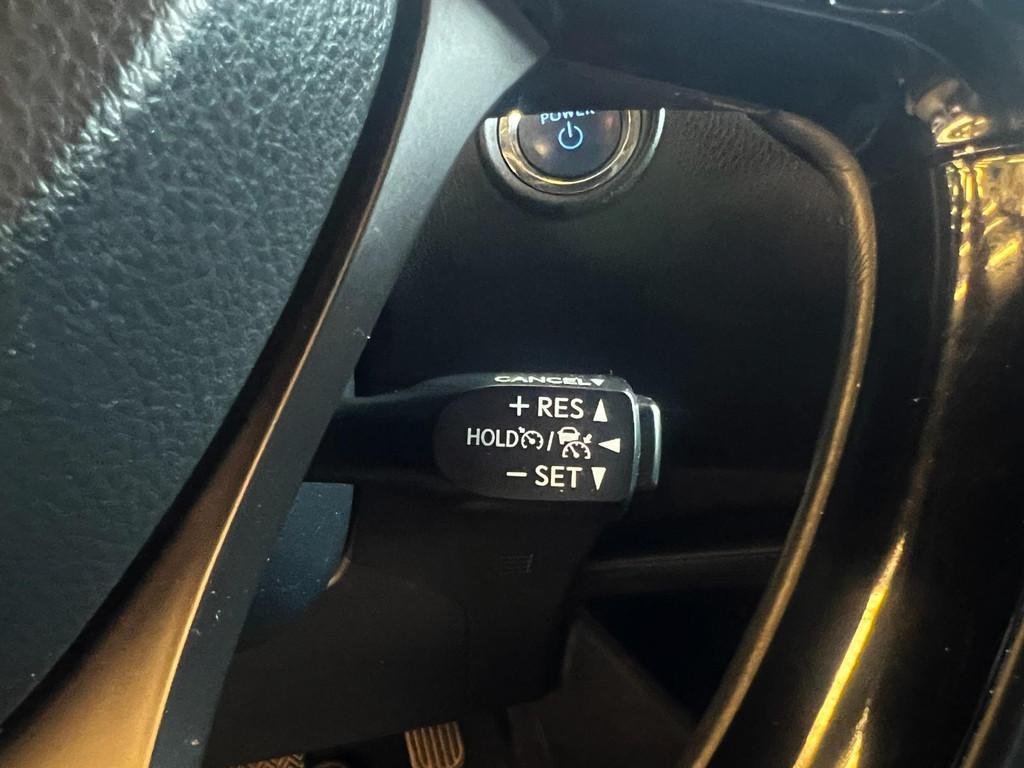 POWER
CANCEL▼
+ RES ▲
HOLD / ◀
− SET ▼